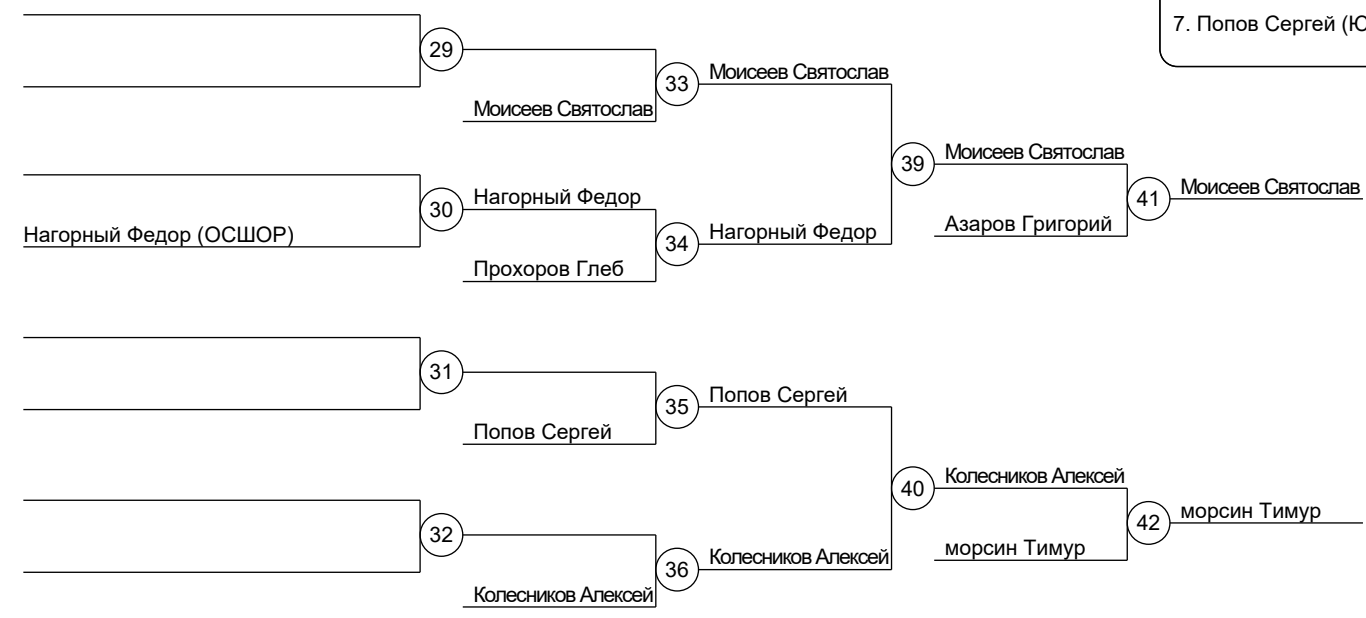 7. Попов Сергей (Ю
29
33
Моисеев Святослав
Моисеев Святослав
39
Моисеев Святослав
41
Моисеев Святослав
30
Нагорный Федор
Нагорный Федор (ОСШОР)
34
Нагорный Федор
Азаров Григорий
Прохоров Глеб
31
35
Попов Сергей
Попов Сергей
40
Колесников Алексей
42
морсин Тимур
32
36
Колесников Алексей
морсин Тимур
Колесников Алексей